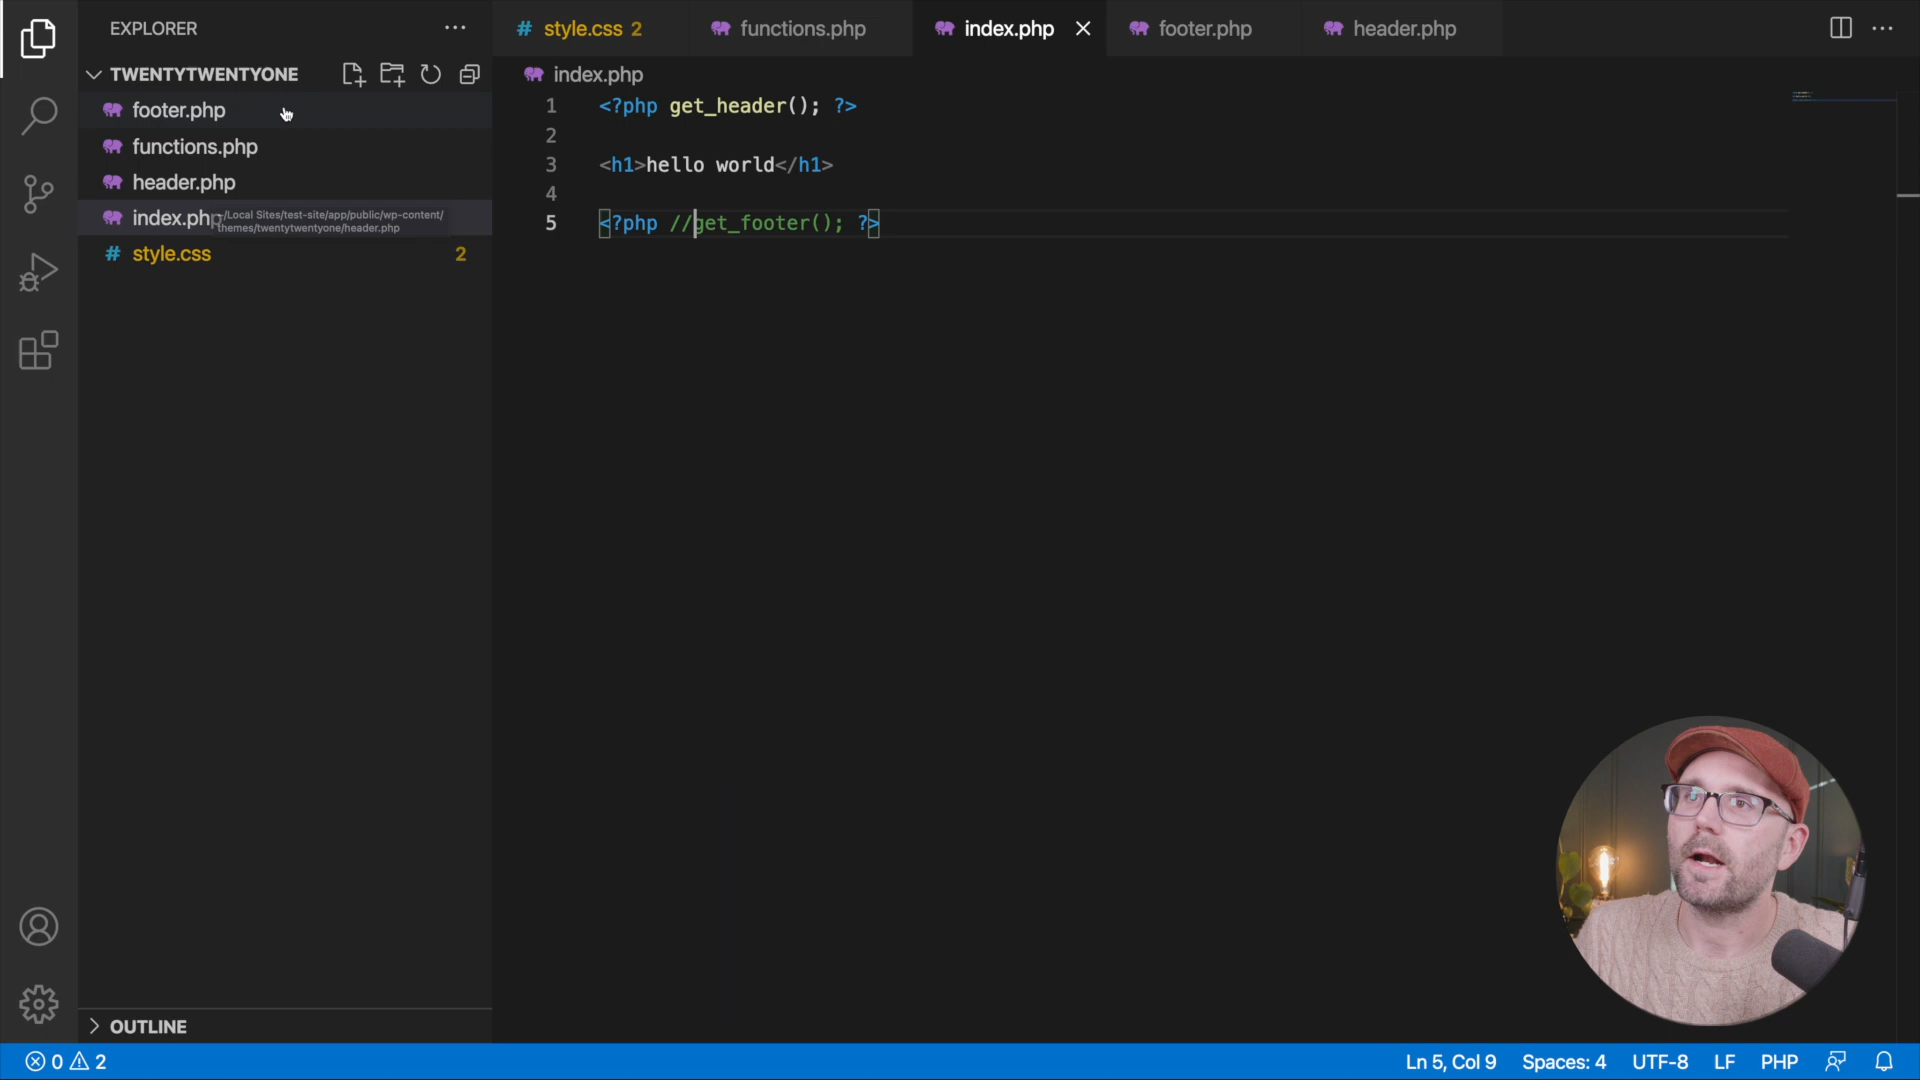 EXPLORER
TWENTYTWENTYONE
footer.php
functions.php
header.php
index.php
~/Local Sites/test-site/app/public/wp-content/
themes/twentytwentyone/header.php
# style.css 2
OUTLINE
# style.css 2 functions.php index.php footer.php header.php
index.php
1 <?php get_header(); ?>
2
3 <h1>hello world</h1>
4
5 <?php //get_footer(); ?>
0 2 Ln 5, Col 9 Spaces: 4 UTF-8 LF PHP